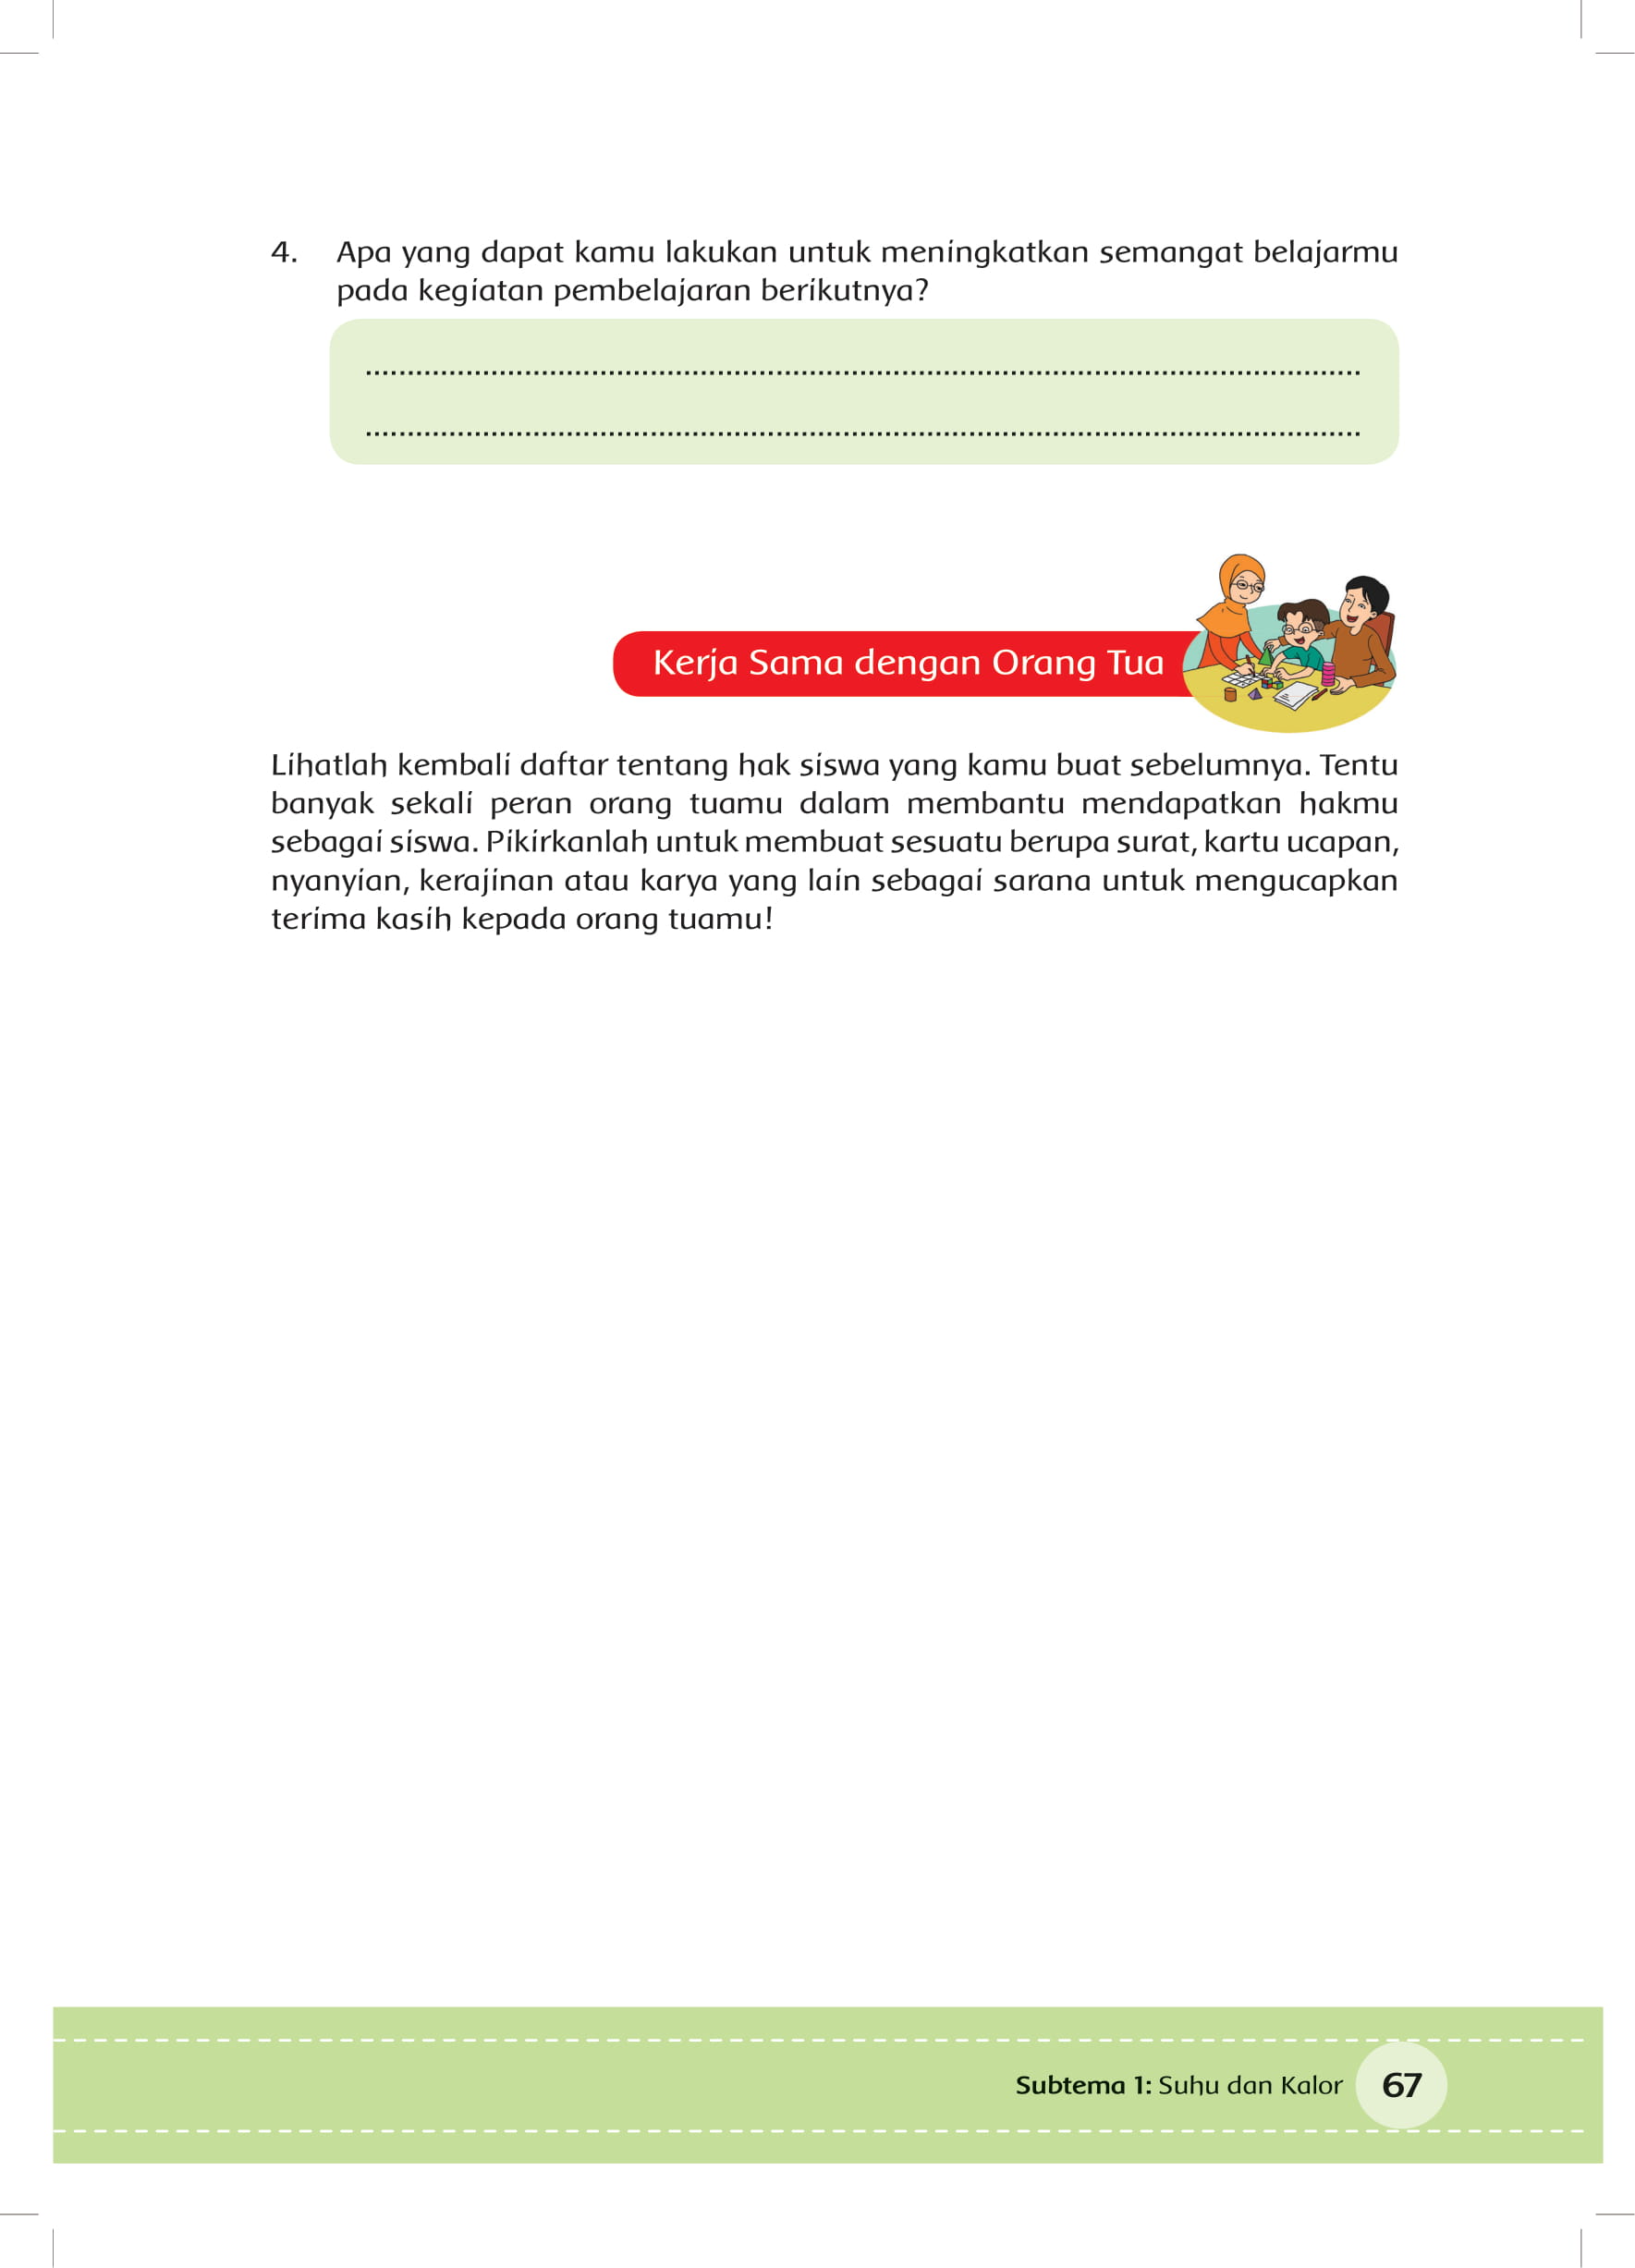 4. Apa yang dapat kamu lakukan untuk meningkatkan semangat belajarmu
pada kegiatan pembelajaran berikutnya?
Kerja Sama dengan Orang Tua
Lihatlah kembali daftar tentang hak siswa yang kamu buat sebelumnya. Tentu
banyak sekali peran orang tuamu dalam membantu mendapatkan hakmu
sebagai siswa. Pikirkanlah untuk membuat sesuatu berupa surat, kartu ucapan,
nyanyian, kerajinan atau karya yang lain sebagai sarana untuk mengucapkan
terima kasih kepada orang tuamu!
Subtema 1: Suhu dan Kalor 67